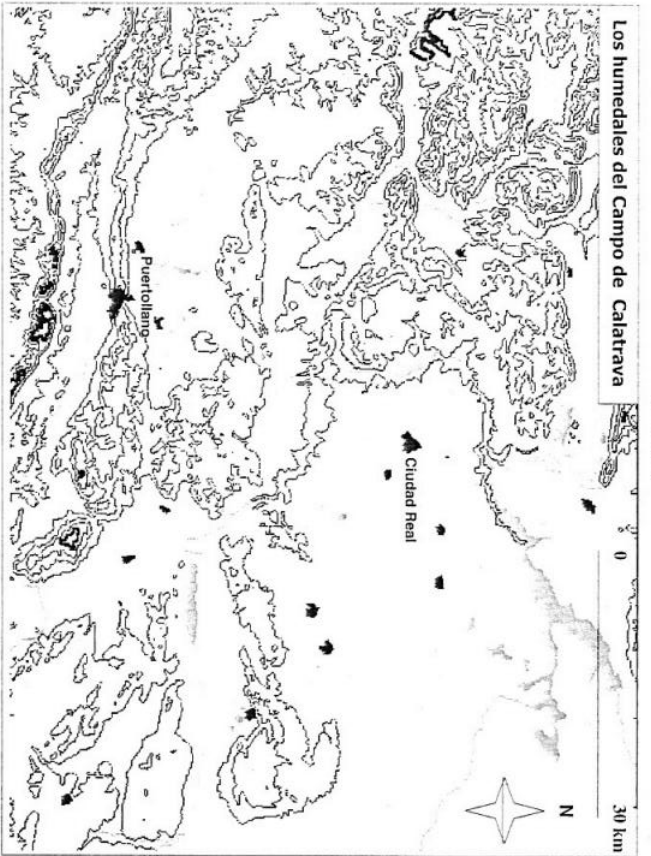 Los humedales del Campo de Calatrava
0
30 km
N
Ciudad Real
Puertollano